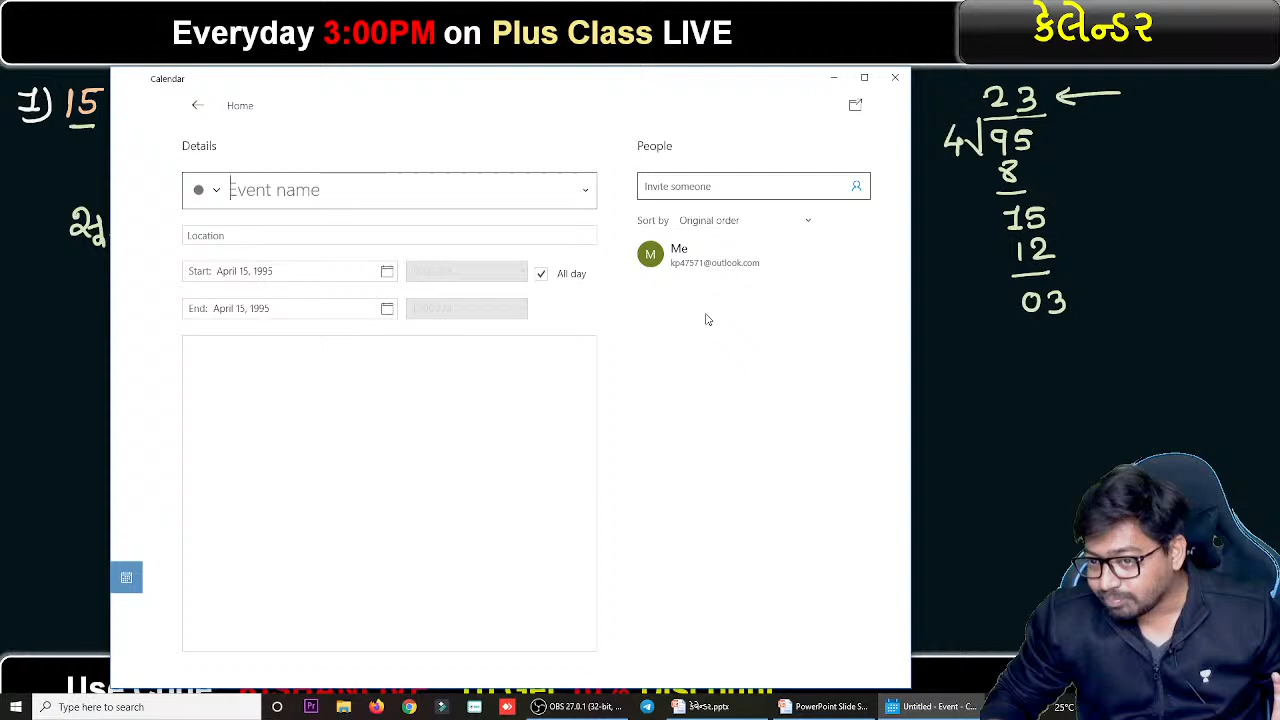 Everyday 3:00PM on Plus Class LIVE
કેલેન્ડર
1) 15
સૂ
Calendar
Home
Details
Event name
Location
Start: April 15, 1995
All day
End: April 15, 1995
People
Invite someone
Sort by Original order
M
Me
kp47571@outlook.com
23
4 95
8
15
12
03
Type here to search
OBS 27.0.1 (32-bit, ...
કેલેન્ડર.pptx
PowerPoint Slide S...
Untitled - Event - C...
25°C